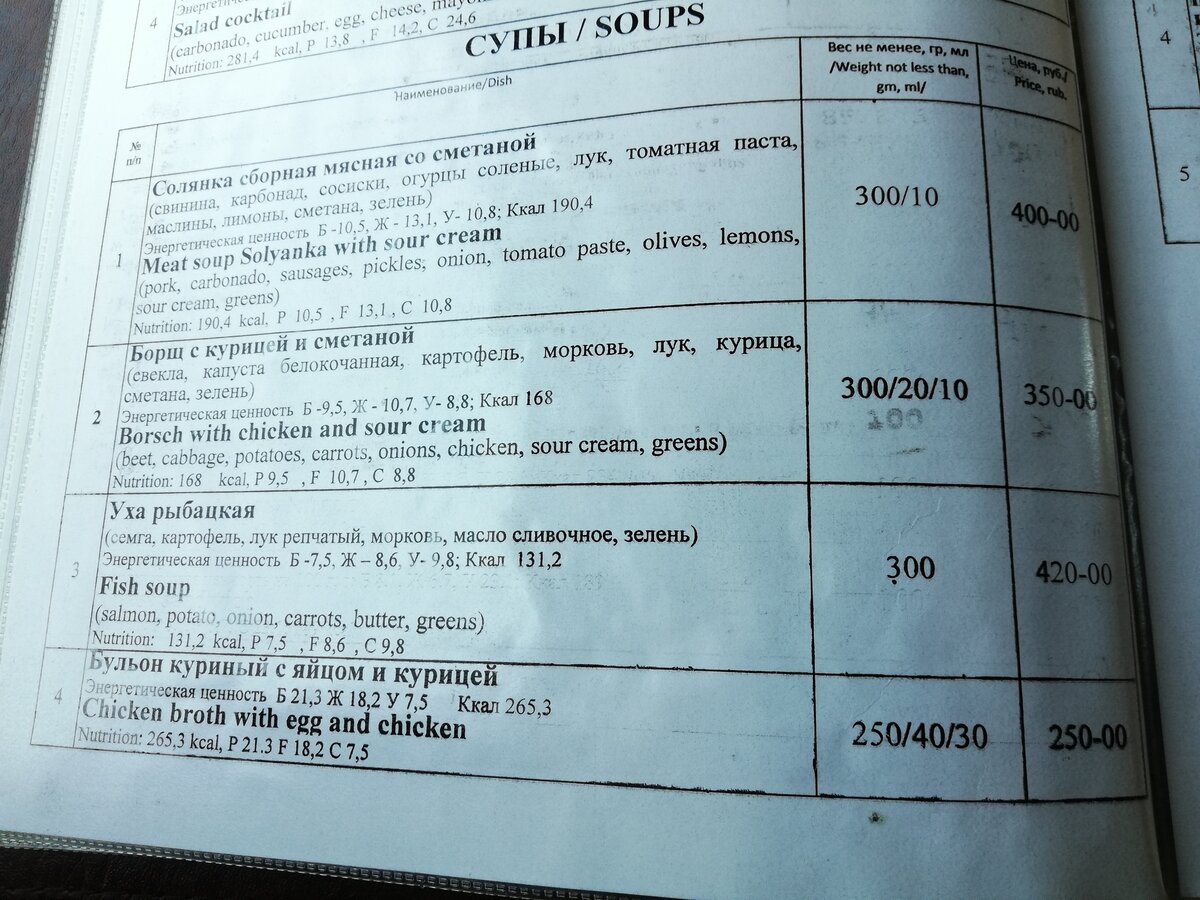 4
Salad cocktail
(carbonado, cucumber, egg, cheese,
Nutrition: 281,4 kcal, P 13,8 , F 14,2, C 24,6
СУПЫ / SOUPS
№ п/п
Наименование/Dish
Вес не менее, гр, мл
/Weight not less than,
gm, ml/
Цена, руб./
Price, rub.
1
Солянка сборная мясная со сметаной
(свинина, карбонад, сосиски, огурцы соленые, лук, томатная паста,
маслины, лимоны, сметана, зелень)
Энергетическая ценность Б -10,5, Ж - 13,1, У- 10,8; Ккал 190,4
Meat soup Solyanka with sour cream
(pork, carbonado, sausages, pickles, onion, tomato paste, olives, lemons,
sour cream, greens)
Nutrition: 190,4 kcal, P 10,5 , F 13,1 , C 10,8
300/10
400-00
2
Борщ с курицей и сметаной
(свекла, капуста белокочанная, картофель, морковь, лук, курица,
сметана, зелень)
Энергетическая ценность Б -9,5, Ж - 10,7, У- 8,8; Ккал 168
Borsch with chicken and sour cream
(beet, cabbage, potatoes, carrots, onions, chicken, sour cream, greens)
Nutrition: 168 kcal, P 9,5 , F 10,7 , C 8,8
300/20/10
350-00
3
Уха рыбацкая
(семга, картофель, лук репчатый, морковь, масло сливочное, зелень)
Энергетическая ценность Б -7,5, Ж – 8,6, У- 9,8; Ккал 131,2
Fish soup
(salmon, potato, onion, carrots, butter, greens)
Nutrition: 131,2 kcal, P 7,5 , F 8,6 , C 9,8
300
420-00
4
Бульон куриный с яйцом и курицей
Энергетическая ценность Б 21,3 Ж 18,2 У 7,5 Ккал 265,3
Chicken broth with egg and chicken
Nutrition: 265,3 kcal, P 21.3 F 18,2 C 7,5
250/40/30
250-00
4
5